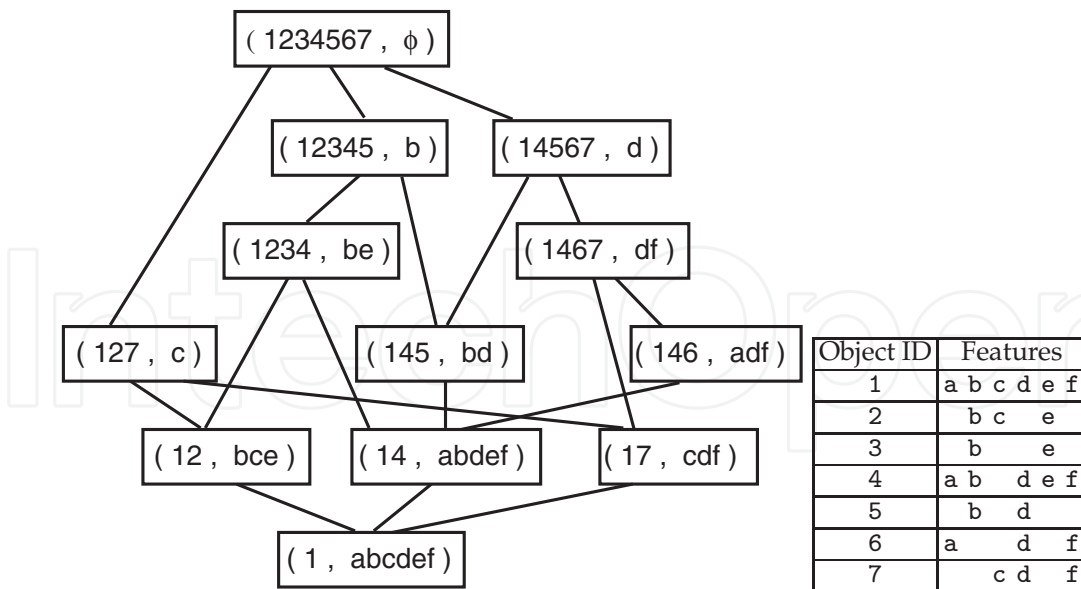 ( 1234567 , ϕ )
( 12345 , b )
( 14567 , d )
( 1234 , be )
( 1467 , df )
( 127 , c )
( 145 , bd )
( 146 , adf )
( 12 , bce )
( 14 , abdef )
( 17 , cdf )
( 1 , abcdef )
IntechOpen
Object ID Features
1 a b c d e f
2 b c e
3 b e
4 a b d e f
5 b d
6 a d f
7 c d f